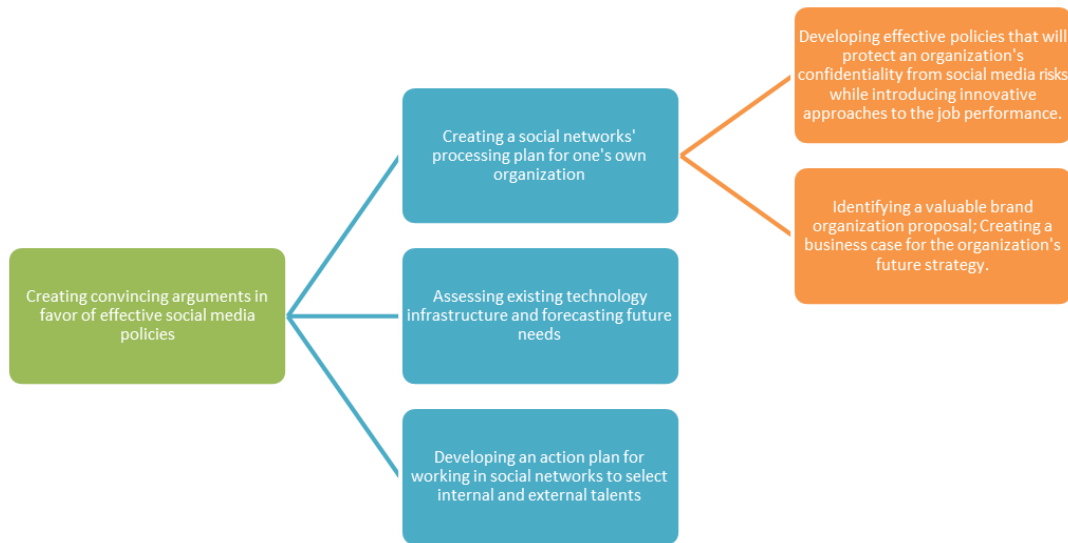 Creating convincing arguments in
favor of effective social media
policies
Creating a social networks'
processing plan for one's own
organization
Assessing existing technology
infrastructure and forecasting future
needs
Developing an action plan for
working in social networks to select
internal and external talents
Developing effective policies that will
protect an organization's
confidentiality from social media risks
while introducing innovative
approaches to the job performance.
Identifying a valuable brand
organization proposal; Creating a
business case for the organization's
future strategy.